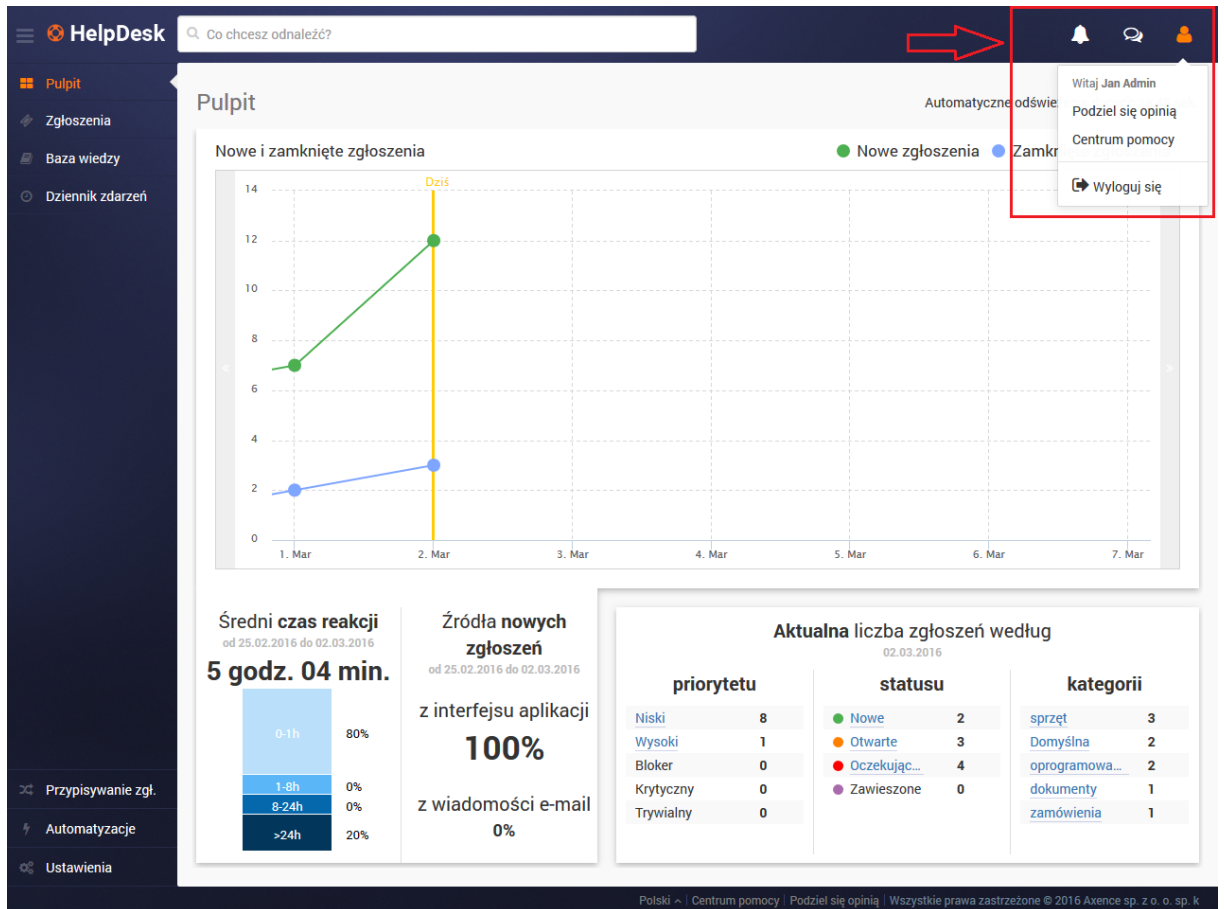 HelpDesk
Co chcesz odnaleźć?
Witaj Jan Admin
Podziel się opinią
Centrum pomocy
Wyloguj się
Pulpit
Zgłoszenia
Baza wiedzy
Dziennik zdarzeń
Pulpit
Automatyczne
Nowe i zamknięte zgłoszenia
Nowe zgłoszenia
Dziś
14
12
10
8
6
4
2
0
1. Mar
2. Mar
3. Mar
4. Mar
5. Mar
6. Mar
7. Mar
Średni czas reakcji
od 25.02.2016 do 02.03.2016
5 godz. 04 min.
0-1h 80%
1-8h 0%
8-24h 0%
>24h 20%
Źródła nowych
zgłoszeń
od 25.02.2016 do 02.03.2016
z interfejsu aplikacji
100%
z wiadomości e-mail
0%
Aktualna liczba zgłoszeń według
02.03.2016
priorytetu
Niski 8
Wysoki 1
Bloker 0
Krytyczny 0
Trywialny 0
statusu
Nowe 2
Otwarte 3
Oczekując... 4
Zawieszone 0
kategorii
sprzęt 3
Domyślna 2
oprogramowa... 2
dokumenty 1
zamówienia 1
Przypisywanie zgł.
Automatyzacje
Ustawienia
Polski | Centrum pomocy | Podziel się opinią | Wszystkie prawa zastrzeżone © 2016 Axence sp. z o. o. sp. k